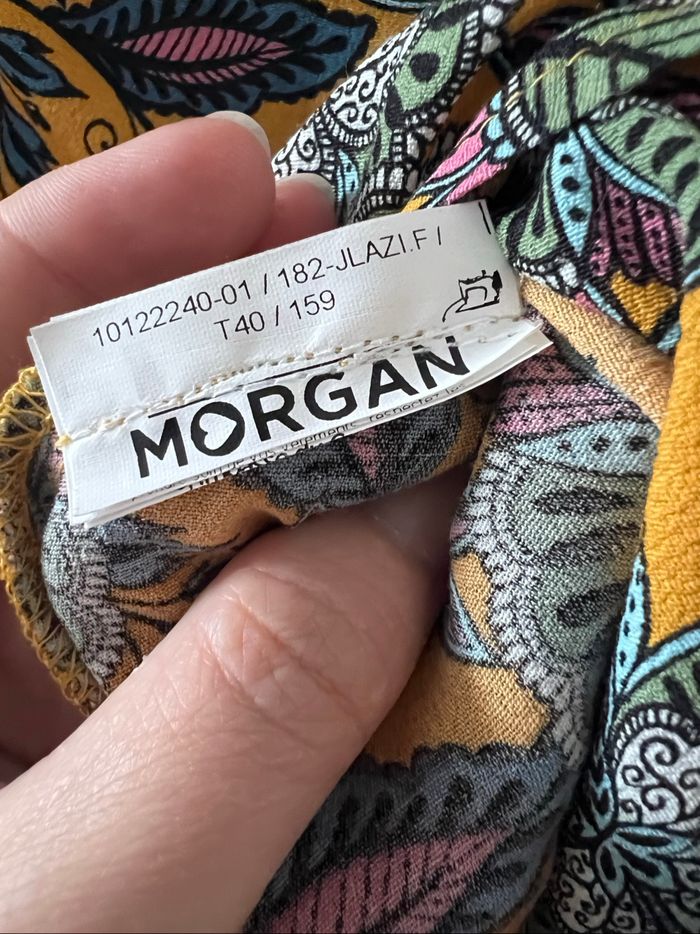 10122240-01 / 182-JLAZI.F /
T40 / 159
MORGAN